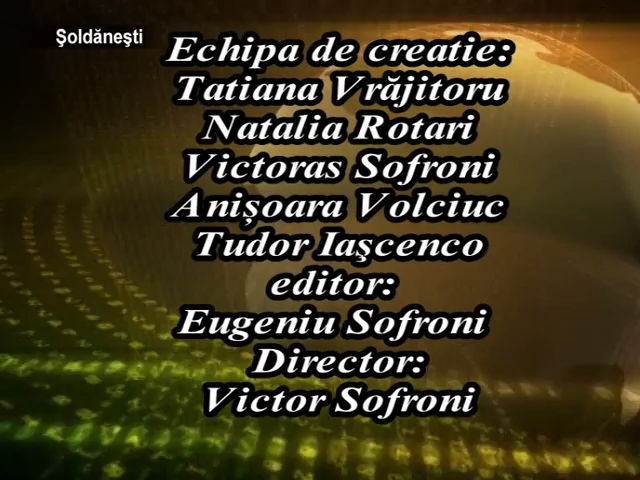 Şoldăneşti
Echipa de creatie:
Tatiana Vrăjitoru
Natalia Rotari
Victoras Sofroni
Anișoara Volciuc
Tudor Iaşcenco
editor:
Eugeniu Sofroni
Director:
Victor Sofroni